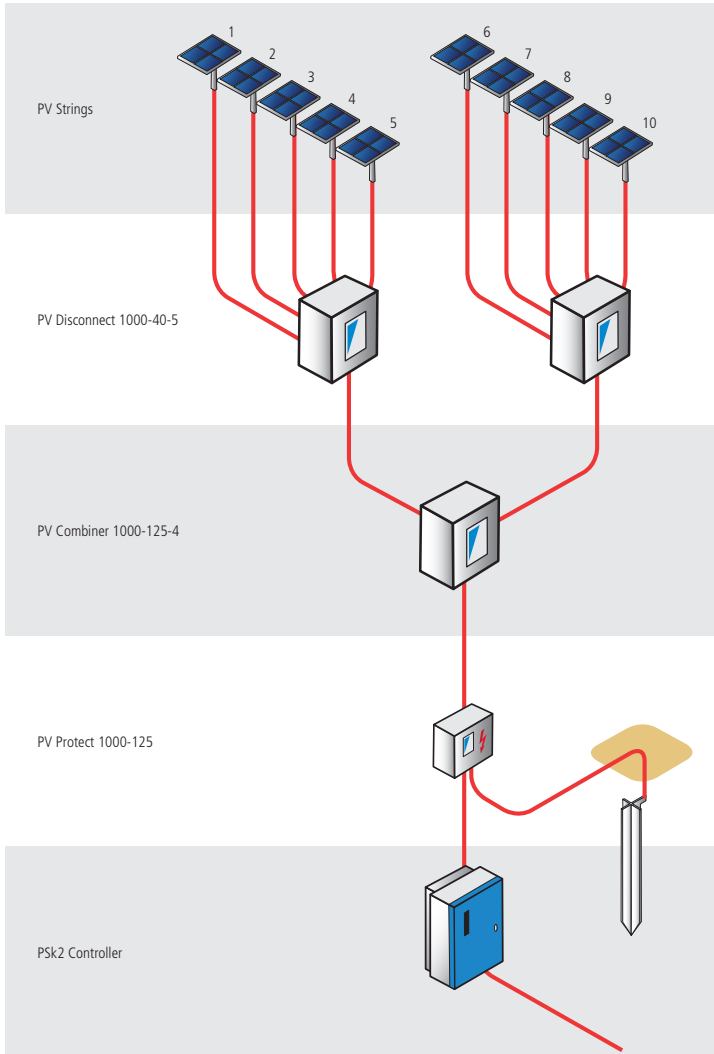 1
2
3
4
5
6
7
8
9
10
PV Strings
PV Disconnect 1000-40-5
PV Combiner 1000-125-4
PV Protect 1000-125
PSk2 Controller